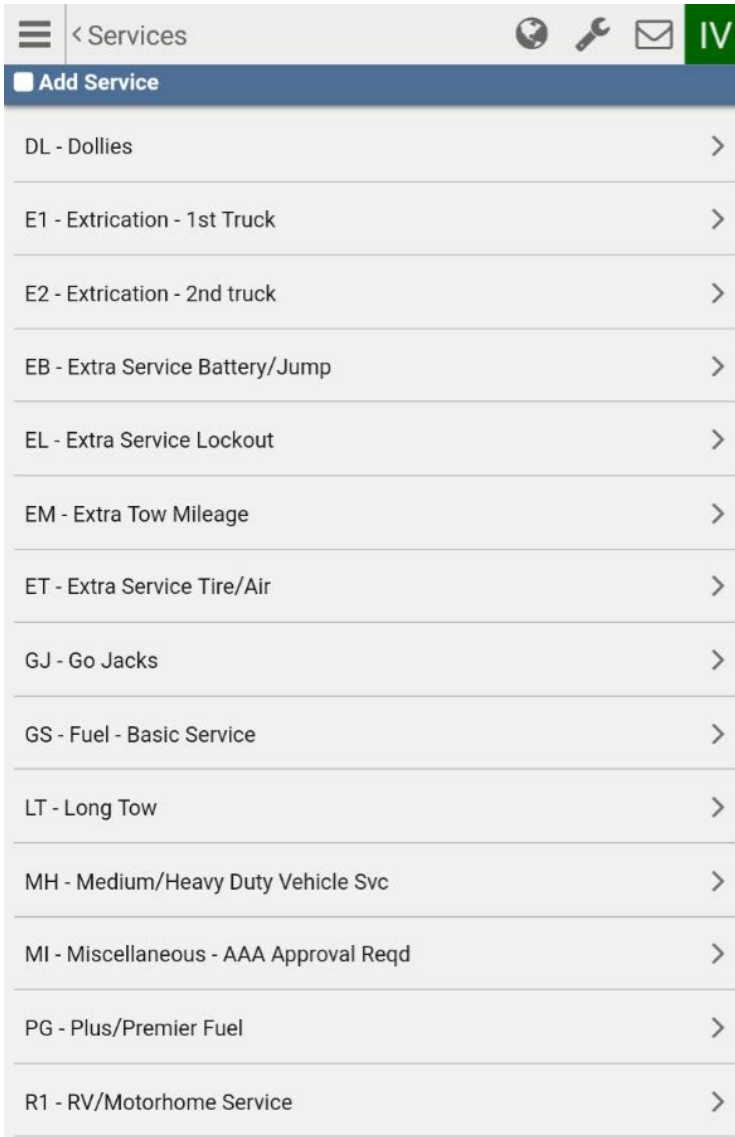 < Services
IV
Add Service
DL - Dollies
E1 - Extrication - 1st Truck
E2 - Extrication - 2nd truck
EB - Extra Service Battery/Jump
EL - Extra Service Lockout
EM - Extra Tow Mileage
ET - Extra Service Tire/Air
GJ - Go Jacks
GS - Fuel - Basic Service
LT - Long Tow
MH - Medium/Heavy Duty Vehicle Svc
MI - Miscellaneous - AAA Approval Reqd
PG - Plus/Premier Fuel
R1 - RV/Motorhome Service